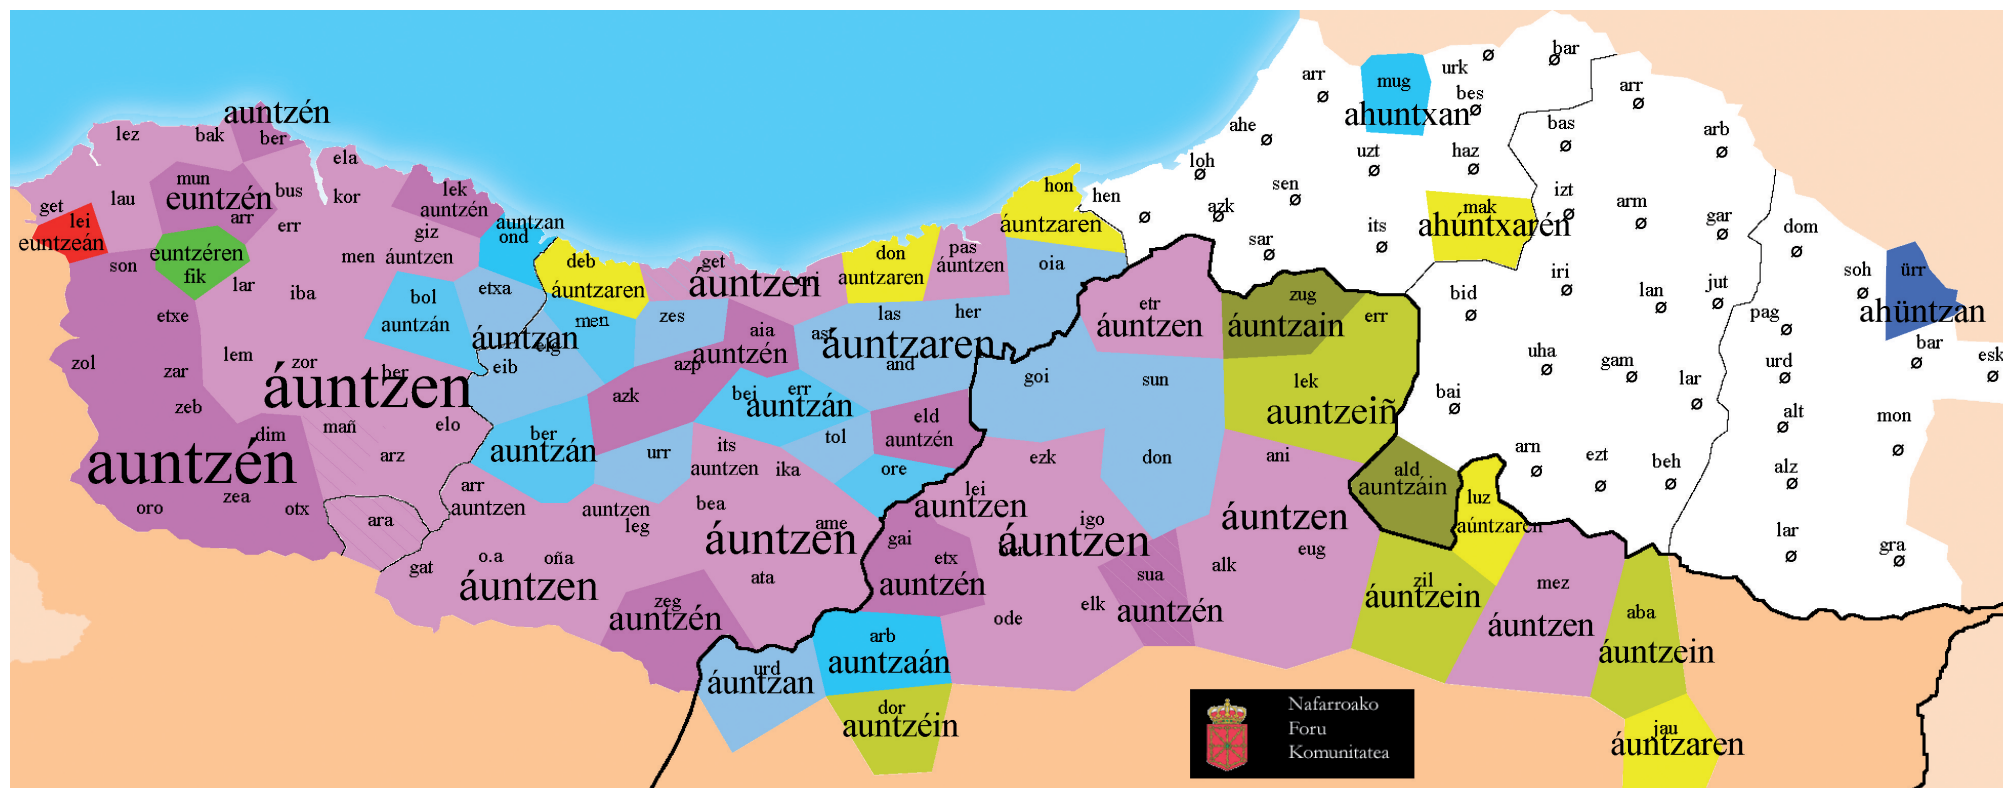 auntzén
lez
bak
ber
ela
mun
euntzén
bus
kor
lek
auntzén
get
lau
arr
err
lei
euntzeán
giz
auntzan
ond
euntzéren
fik
son
men
áuntzen
lar
iba
etxe
bol
auntzán
etxa
deb
áuntzaren
get
áuntzen
ori
don
auntzaren
pas
áuntzen
hon
áuntzaren
hen
oia
áuntzan
men
elg
eib
zes
aia
auntzén
azp
ast
las
her
áuntzaren
and
zol
zar
lem
zor
ber
áuntzen
zeb
dim
auntzén
mañ
elo
arz
oro
zea
otx
ara
ber
auntzán
azk
bei
err
auntzán
eld
auntzén
urr
its
auntzen
ika
tol
ore
arr
auntzen
auntzen
leg
bea
ame
áuntzen
gat
o.a
oña
áuntzen
ata
zeg
auntzén
urd
áuntzan
arb
auntzaán
dor
auntzéin
etr
áuntzen
zug
áuntzain
err
goi
sun
lek
auntzeiñ
ezk
don
ani
áuntzen
lei
auntzen
igo
ber
áuntzen
gai
etx
auntzén
sua
auntzén
alk
eug
ode
elk
ald
auntzáin
luz
aúntzaren
zil
áuntzein
mez
áuntzen
aba
áuntzein
jau
áuntzaren
arr
ø
mug
ahuntxan
urk
ø
bes
ø
bar
ø
arr
ø
ahe
ø
loh
ø
uzt
ø
haz
ø
bas
ø
arb
ø
ø
azk
ø
sen
ø
sar
ø
its
ø
mak
ahúntxarén
izt
ø
arm
ø
gar
ø
dom
ø
soh
ø
ürr
ahüntzan
bid
ø
iri
ø
lan
ø
jut
ø
pag
ø
bar
ø
esk
ø
uha
ø
gam
ø
lar
ø
urd
ø
bai
ø
alt
ø
mon
ø
arn
ø
ezt
ø
beh
ø
alz
ø
lar
ø
gra
ø
Nafarroako
Foru
Komunitatea